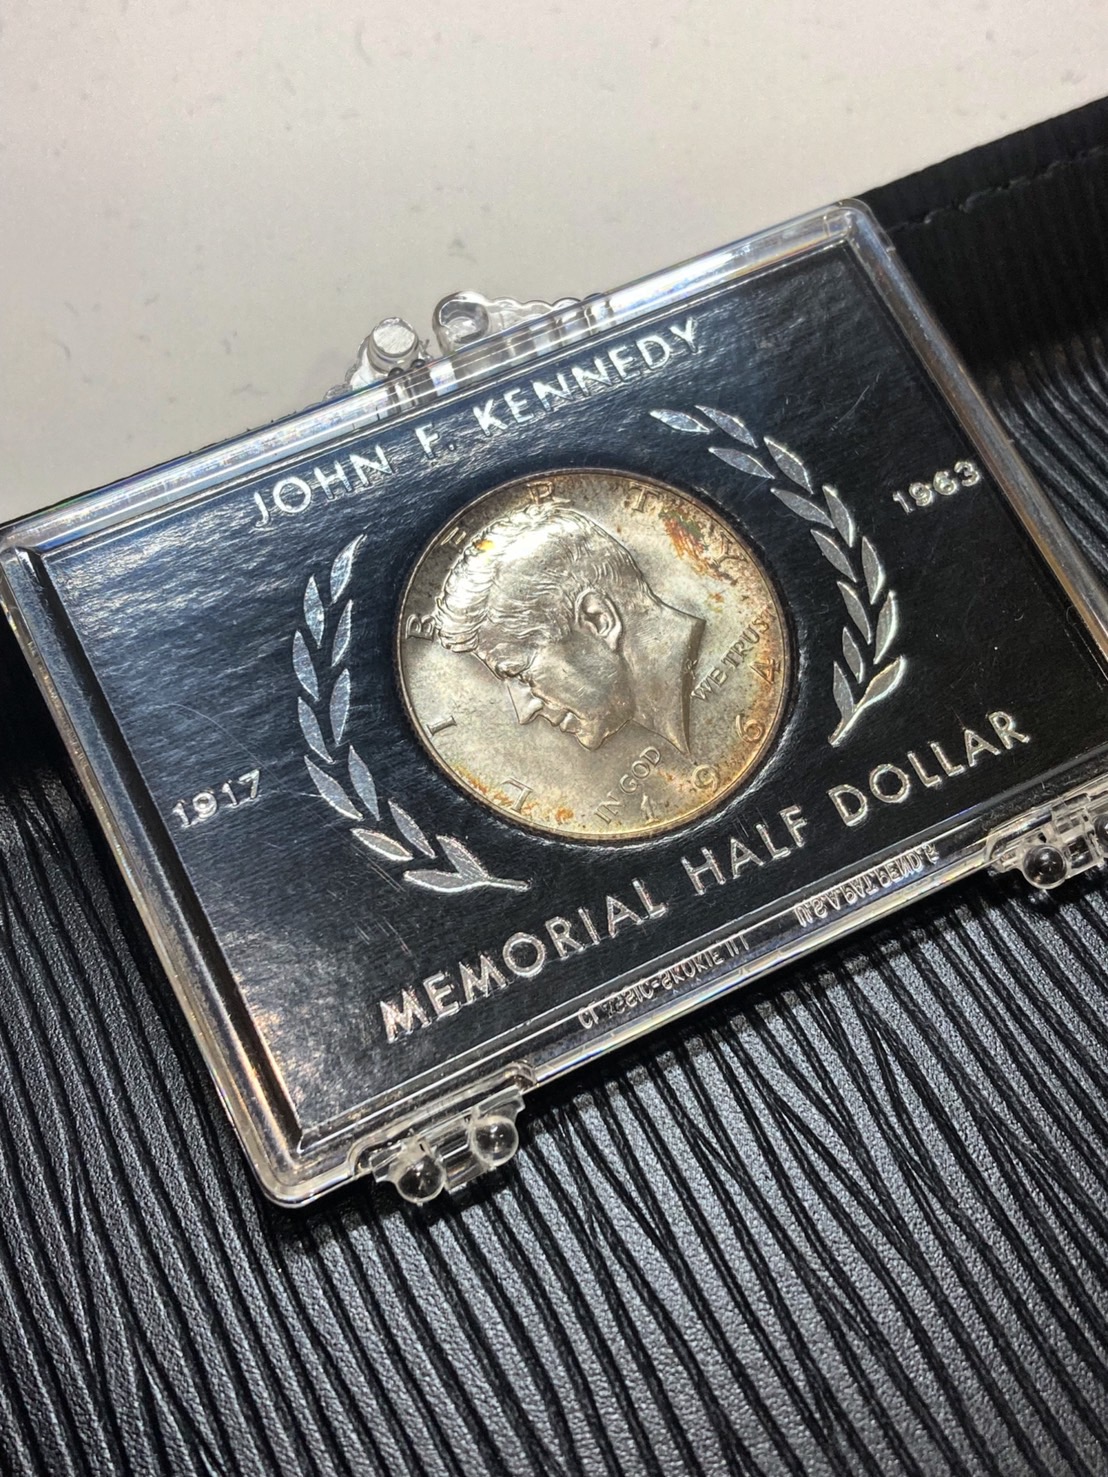 JOHN F. KENNEDY
1917
1963
LIBERTY
IN GOD WE TRUST
1964
MEMORIAL HALF DOLLAR